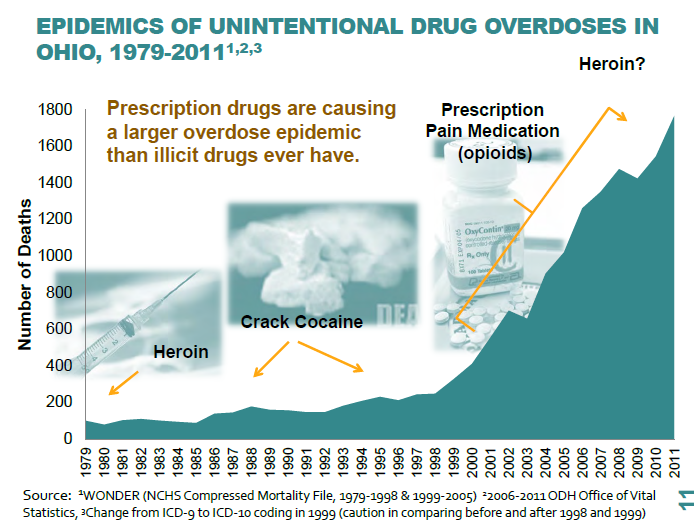 EPIDEMICS OF UNINTENTIONAL DRUG OVERDOSES IN
OHIO, 1979-2011¹,²,³
Heroin?
Prescription drugs are causing
a larger overdose epidemic
than illicit drugs ever have.
Prescription
Pain Medication
(opioids)
OxyContin
Rx Only
Crack Cocaine
Heroin
Number of Deaths
1800
1600
1400
1200
1000
800
600
400
200
0
1979
1980
1981
1982
1983
1984
1985
1986
1987
1988
1989
1990
1991
1992
1993
1994
1995
1996
1997
1998
1999
2000
2001
2002
2003
2004
2005
2006
2007
2008
2009
2010
2011
Source: ¹WONDER (NCHS Compressed Mortality File, 1979-1998 & 1999-2005) ²2006-2011 ODH Office of Vital
Statistics, ³Change from ICD-9 to ICD-10 coding in 1999 (caution in comparing before and after 1998 and 1999)
11